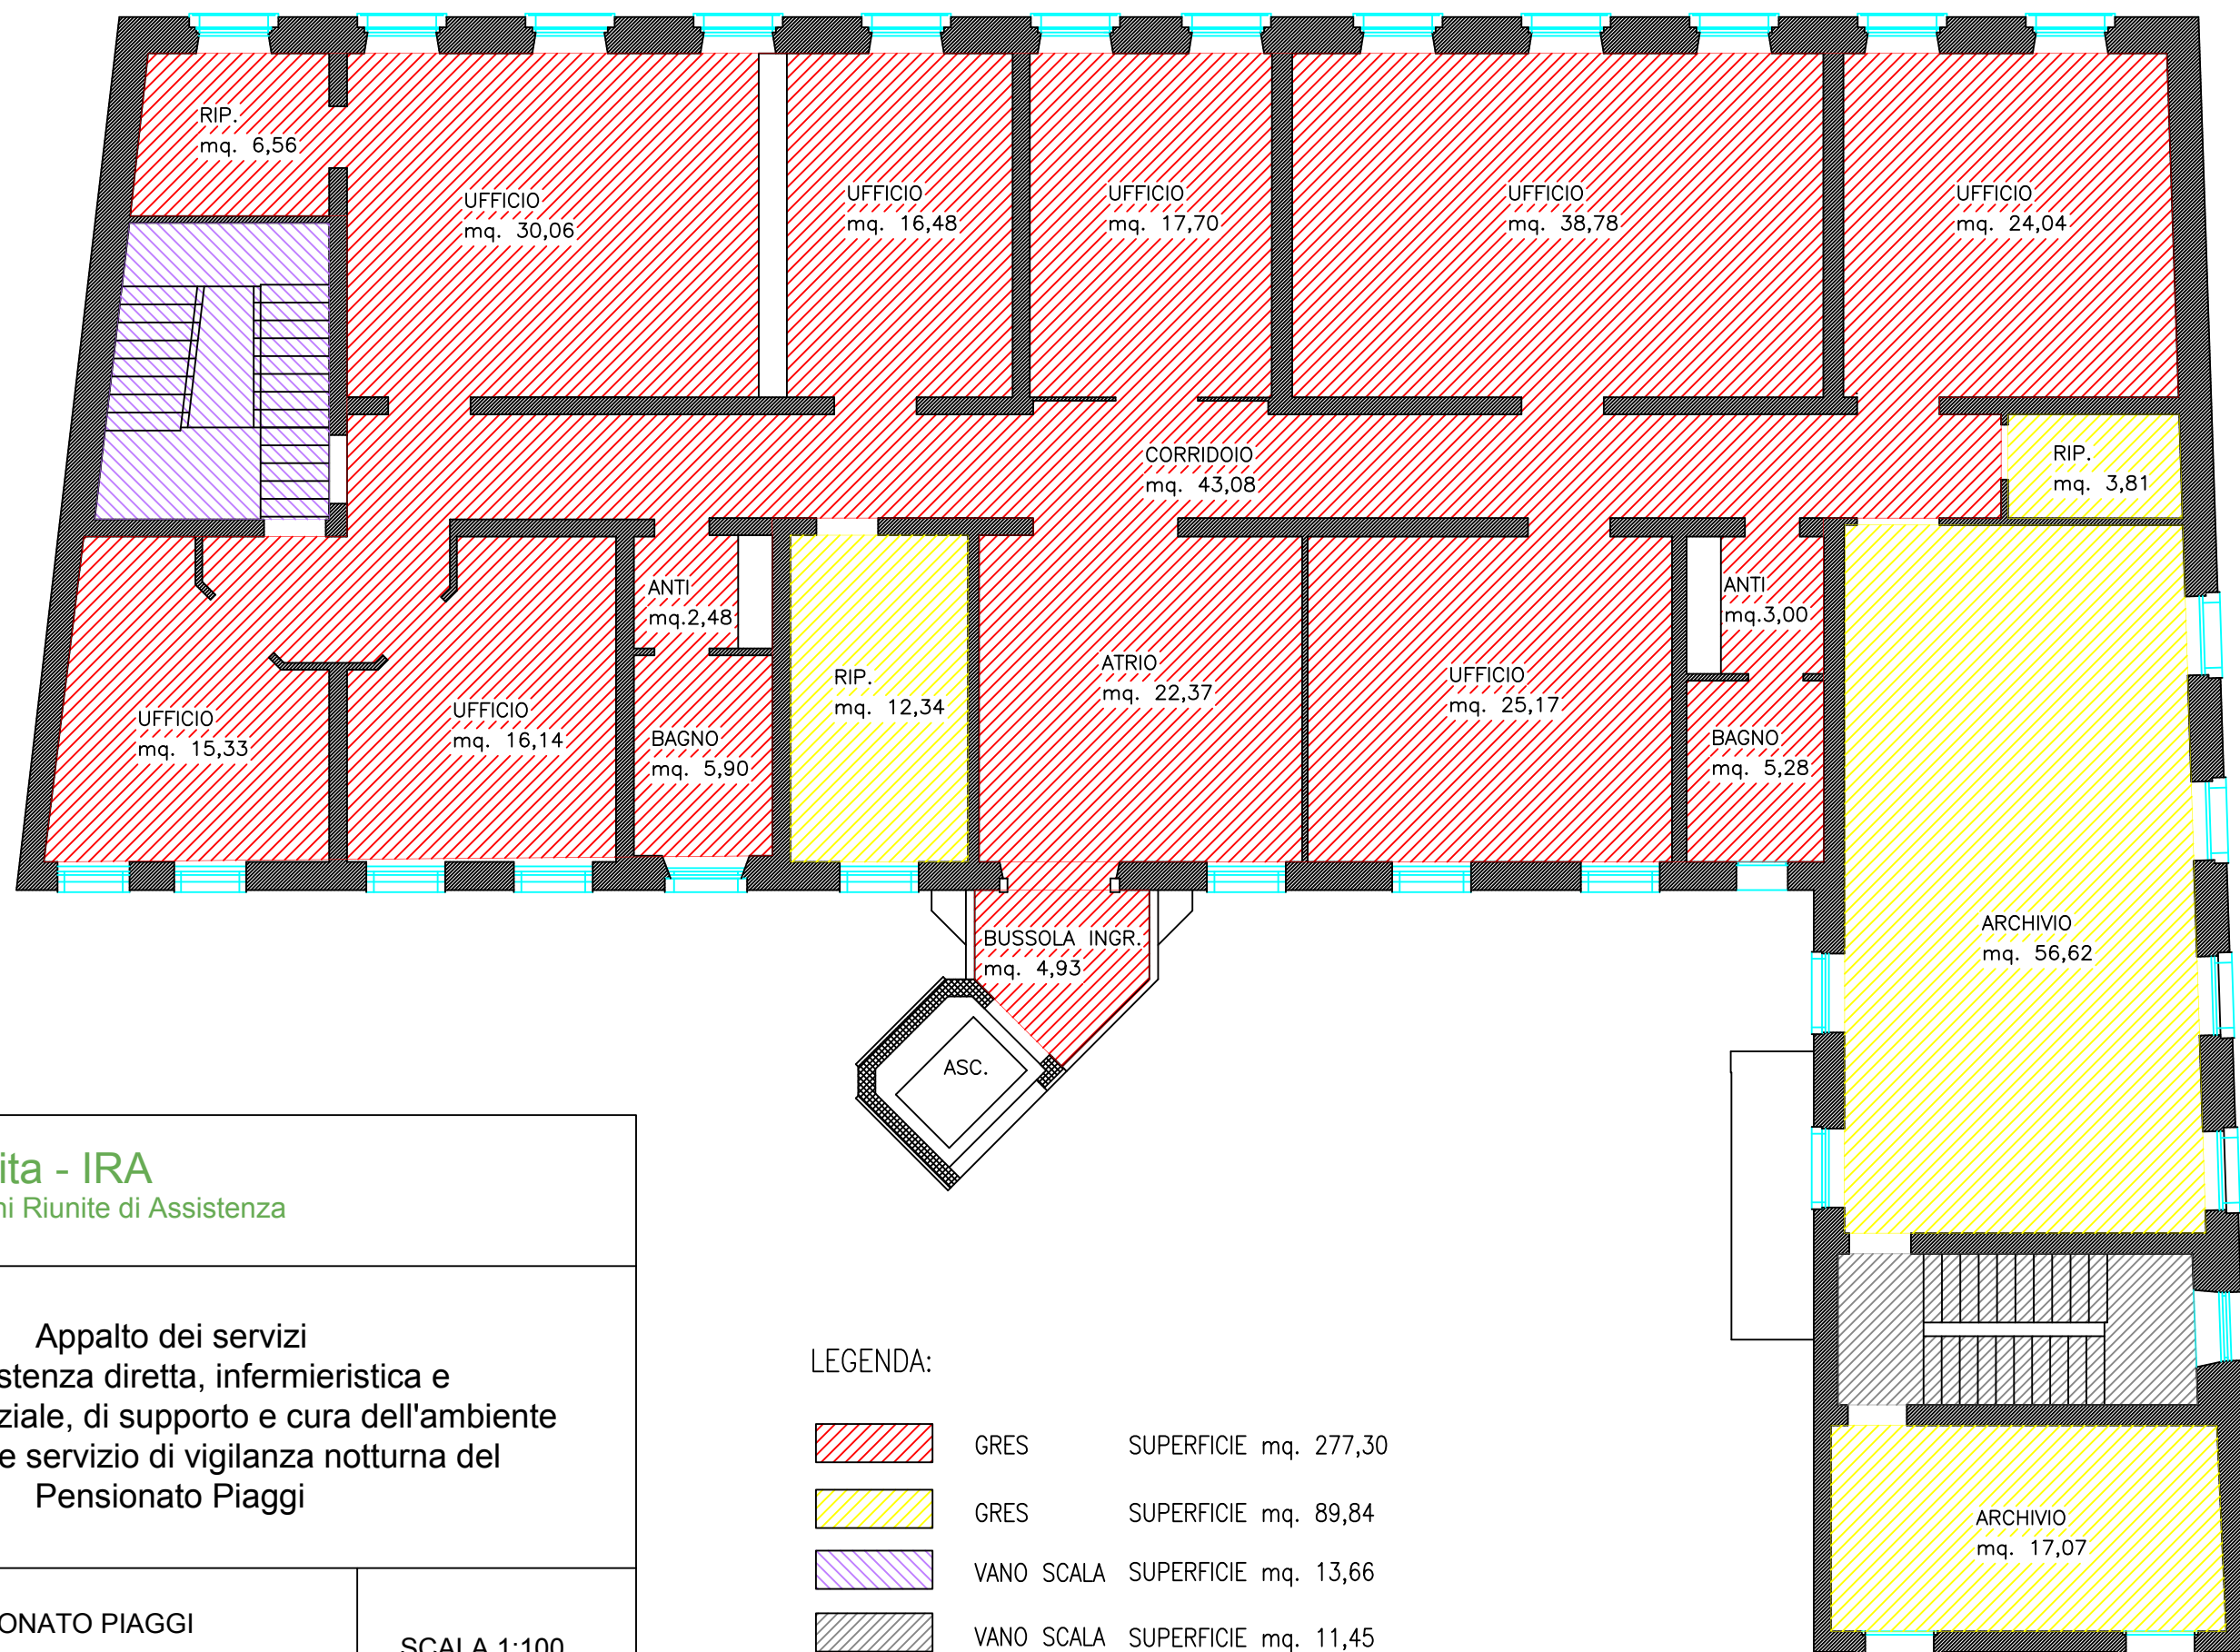 RIP.
mq. 6,56
UFFICIO
mq. 30,06
UFFICIO
mq. 16,48
UFFICIO
mq. 17,70
UFFICIO
mq. 38,78
UFFICIO
mq. 24,04
CORRIDOIO
mq. 43,08
RIP.
mq. 3,81
ANTI
mq.2,48
ANTI
mq.3,00
UFFICIO
mq. 15,33
UFFICIO
mq. 16,14
BAGNO
mq. 5,90
RIP.
mq. 12,34
ATRIO
mq. 22,37
UFFICIO
mq. 25,17
BAGNO
mq. 5,28
ARCHIVIO
mq. 56,62
BUSSOLA INGR.
mq. 4,93
ASC.
ita - IRA
ni Riunite di Assistenza
Appalto dei servizi
stenza diretta, infermieristica e
ziale, di supporto e cura dell'ambiente
e servizio di vigilanza notturna del
Pensionato Piaggi
ONATO PIAGGI
SCALA 1:100
LEGENDA:
GRES SUPERFICIE mq. 277,30
GRES SUPERFICIE mq. 89,84
VANO SCALA SUPERFICIE mq. 13,66
VANO SCALA SUPERFICIE mq. 11,45
ARCHIVIO
mq. 17,07